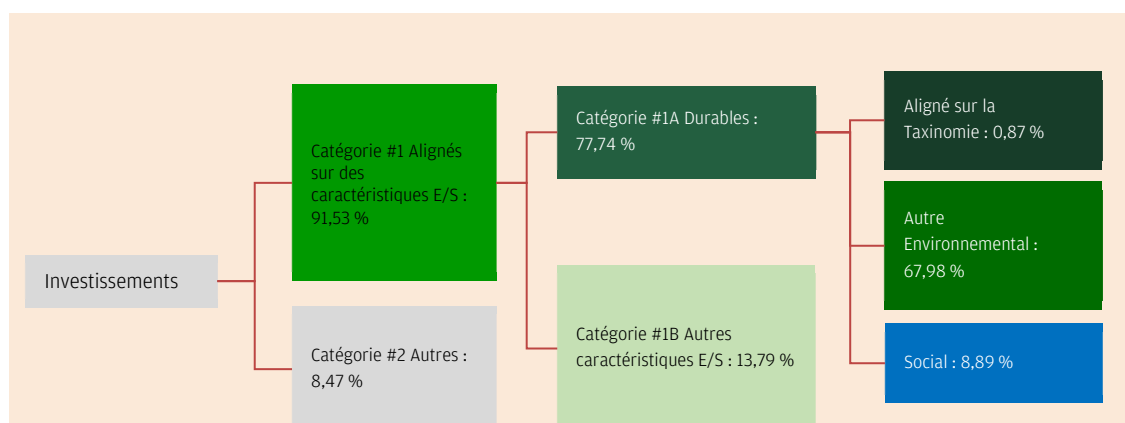 Investissements
Catégorie #1 Alignés
sur des
caractéristiques E/S :
91,53 %
Catégorie #2 Autres :
8,47 %
Catégorie #1A Durables :
77,74 %
Catégorie #1B Autres
caractéristiques E/S : 13,79 %
Aligné sur la
Taxinomie : 0,87 %
Autre
Environnemental :
67,98 %
Social : 8,89 %